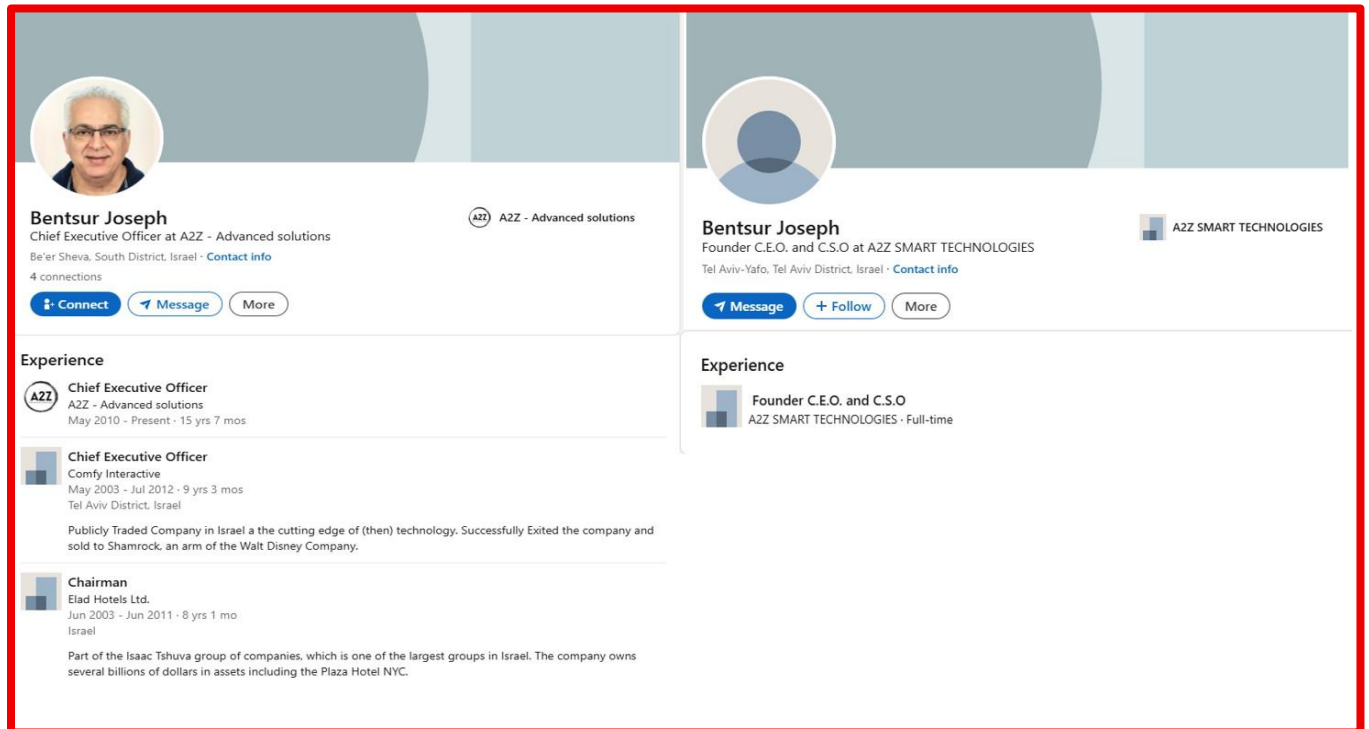 Bentsur Joseph
A2Z A2Z - Advanced solutions
Chief Executive Officer at A2Z - Advanced solutions
Be'er Sheva, South District, Israel · Contact info
4 connections
Connect Message More
Experience
A2Z
Chief Executive Officer
A2Z - Advanced solutions
May 2010 - Present · 15 yrs 7 mos
Chief Executive Officer
Comfy Interactive
May 2003 - Jul 2012 · 9 yrs 3 mos
Tel Aviv District, Israel
Publicly Traded Company in Israel a the cutting edge of (then) technology. Successfully Exited the company and
sold to Shamrock, an arm of the Walt Disney Company.
Chairman
Elad Hotels Ltd.
Jun 2003 - Jun 2011 · 8 yrs 1 mo
Israel
Part of the Isaac Tshuva group of companies, which is one of the largest groups in Israel. The company owns
several billions of dollars in assets including the Plaza Hotel NYC.
Bentsur Joseph
A2Z SMART TECHNOLOGIES
Founder C.E.O. and C.S.O at A2Z SMART TECHNOLOGIES
Tel Aviv-Yafo, Tel Aviv District, Israel · Contact info
Message + Follow More
Experience
Founder C.E.O. and C.S.O
A2Z SMART TECHNOLOGIES · Full-time